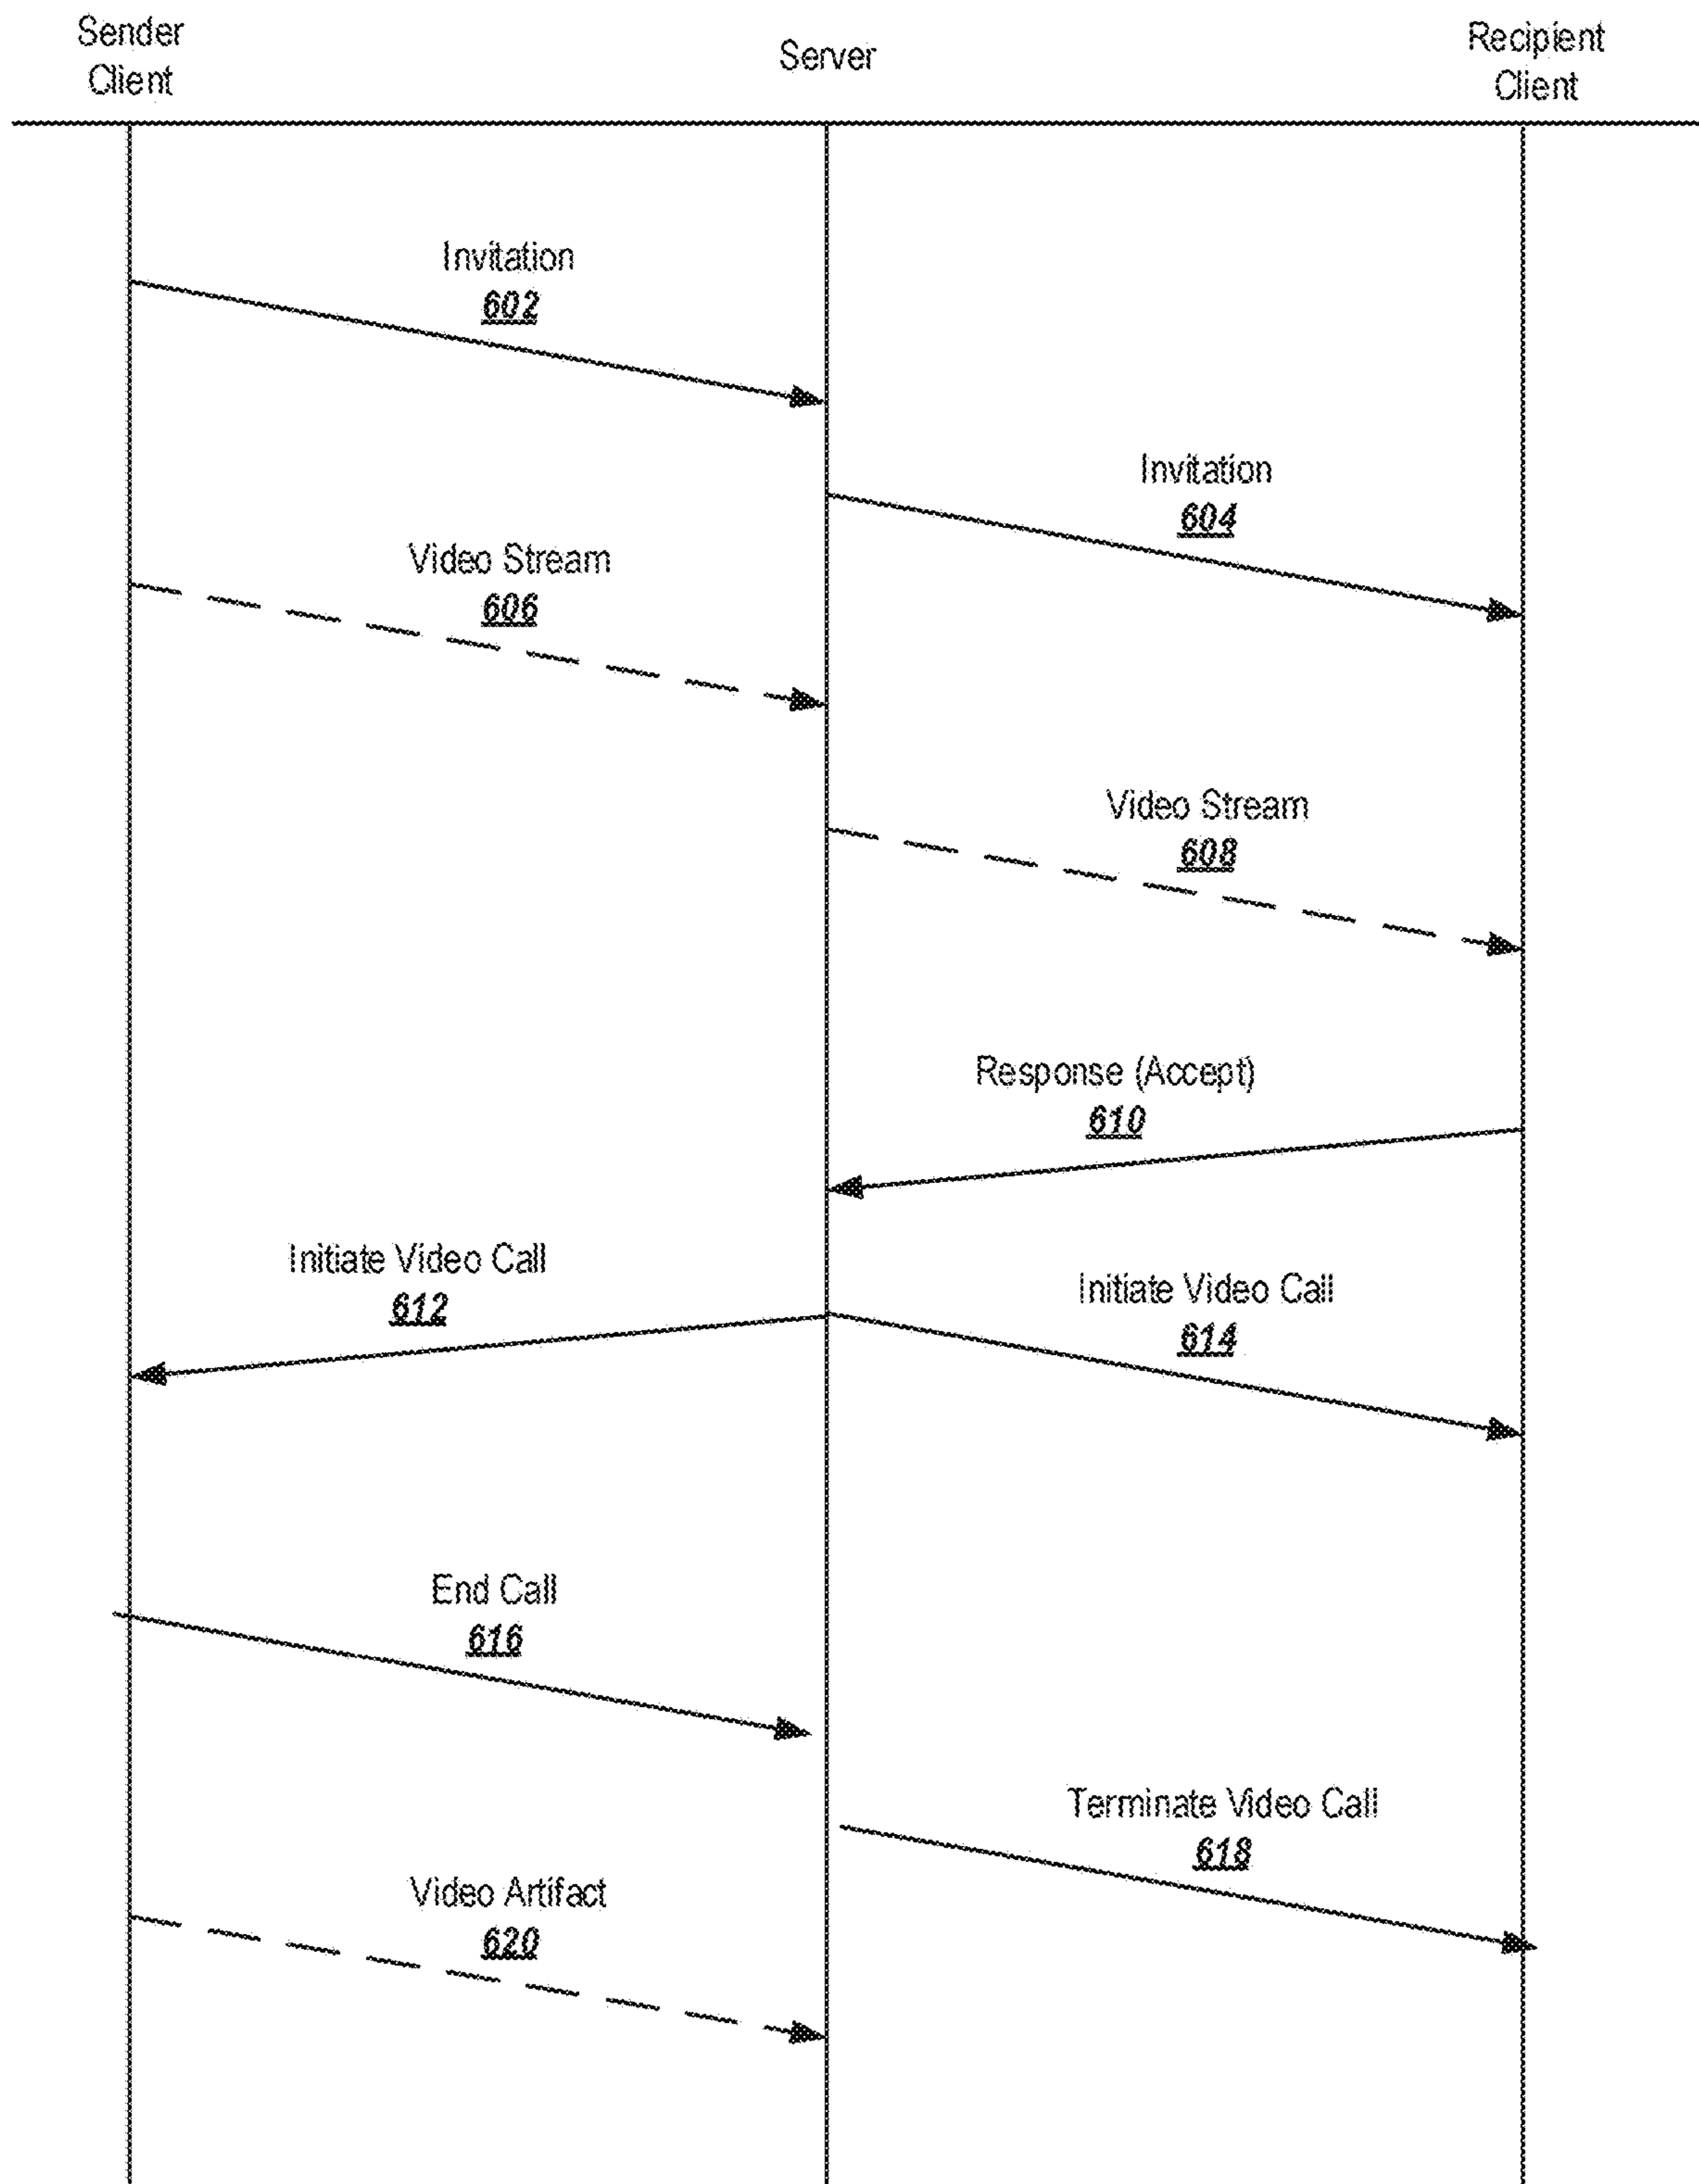 Sender
Client
Server
Recipient
Client
Invitation
602
Invitation
604
Video Stream
606
Video Stream
608
Response (Accept)
610
Initiate Video Call
612
Initiate Video Call
614
End Call
616
Terminate Video Call
618
Video Artifact
620